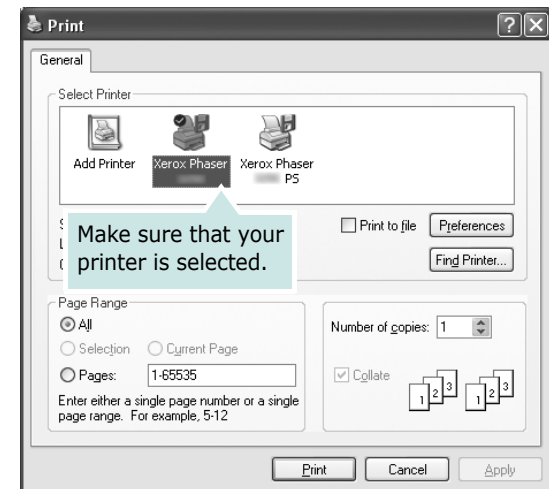 Print
General
Select Printer
Add Printer
Xerox Phaser
Xerox Phaser
PS
S
L
Make sure that your
printer is selected.
Print to file
Preferences
Find Printer...
Page Range
All
Selection
Current Page
Pages:
1-65535
Enter either a single page number or a single
page range. For example, 5-12
Number of copies: 1
Collate
1 2 3
1 2 3
Print
Cancel
Apply